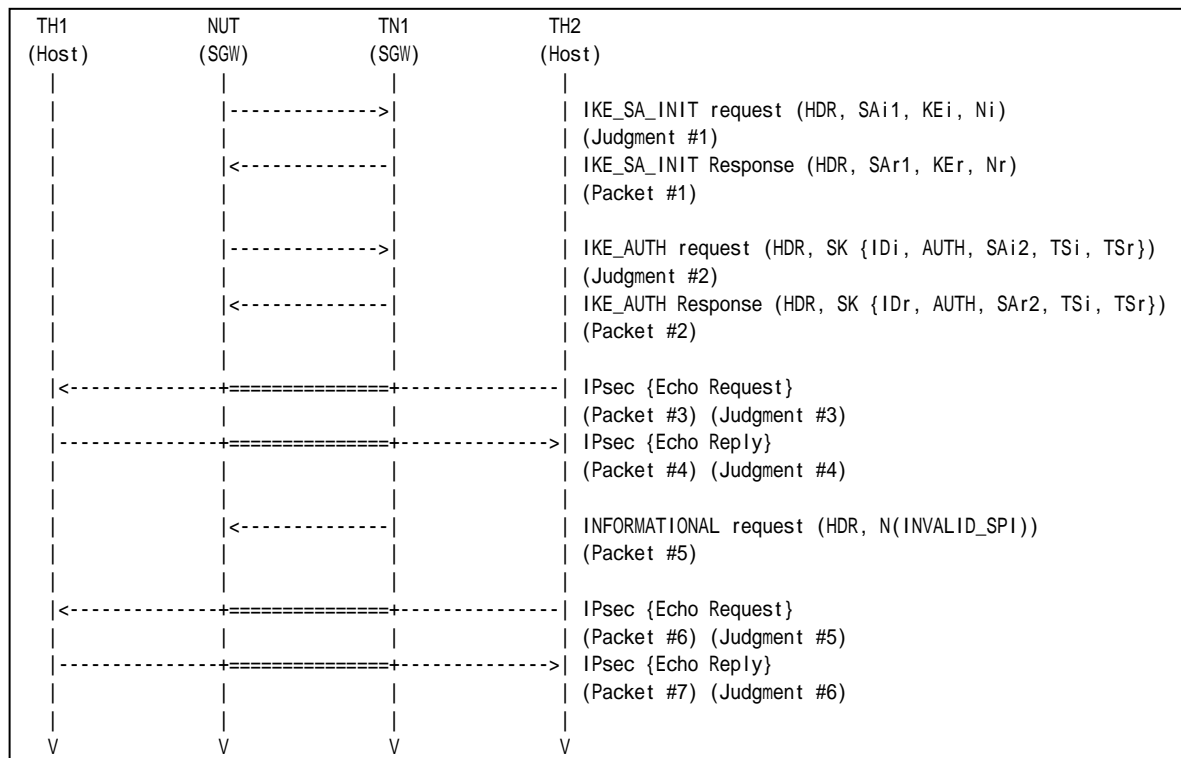 TH1 NUT TN1 TH2
(Host) (SGW) (SGW) (Host)
| | | |
| |-------------->| | IKE_SA_INIT request (HDR, SAi1, KEi, Ni)
| | | | (Judgment #1)
| |<--------------| | IKE_SA_INIT Response (HDR, SAr1, KEr, Nr)
| | | | (Packet #1)
| | | |
| |-------------->| | IKE_AUTH request (HDR, SK {IDi, AUTH, SAi2, TSi, TSr})
| | | | (Judgment #2)
| |<--------------| | IKE_AUTH Response (HDR, SK {IDr, AUTH, SAr2, TSi, TSr})
| | | | (Packet #2)
| | | |
|<--------------+===============+--------------| IPsec {Echo Request}
| | | | (Packet #3) (Judgment #3)
|---------------+===============+------------->| IPsec {Echo Reply}
| | | | (Packet #4) (Judgment #4)
| | | |
| |<--------------| | INFORMATIONAL request (HDR, N(INVALID_SPI))
| | | | (Packet #5)
| | | |
|<--------------+===============+--------------| IPsec {Echo Request}
| | | | (Packet #6) (Judgment #5)
|---------------+===============+------------->| IPsec {Echo Reply}
| | | | (Packet #7) (Judgment #6)
| | | |
V V V V